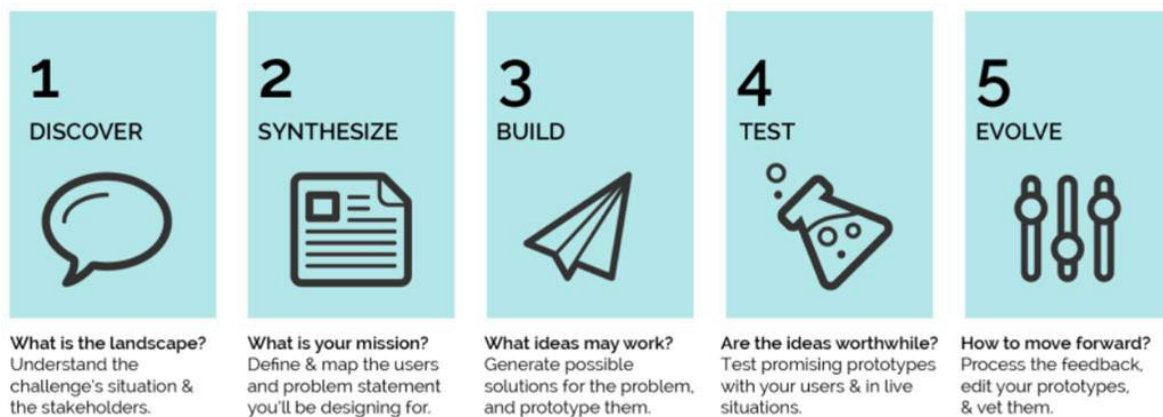 1
DISCOVER
What is the landscape?
Understand the
challenge's situation &
the stakeholders.
2
SYNTHESIZE
What is your mission?
Define & map the users
and problem statement
you'll be designing for.
3
BUILD
What ideas may work?
Generate possible
solutions for the problem,
and prototype them.
4
TEST
Are the ideas worthwhile?
Test promising prototypes
with your users & in live
situations.
5
EVOLVE
How to move forward?
Process the feedback,
edit your prototypes,
& vet them.